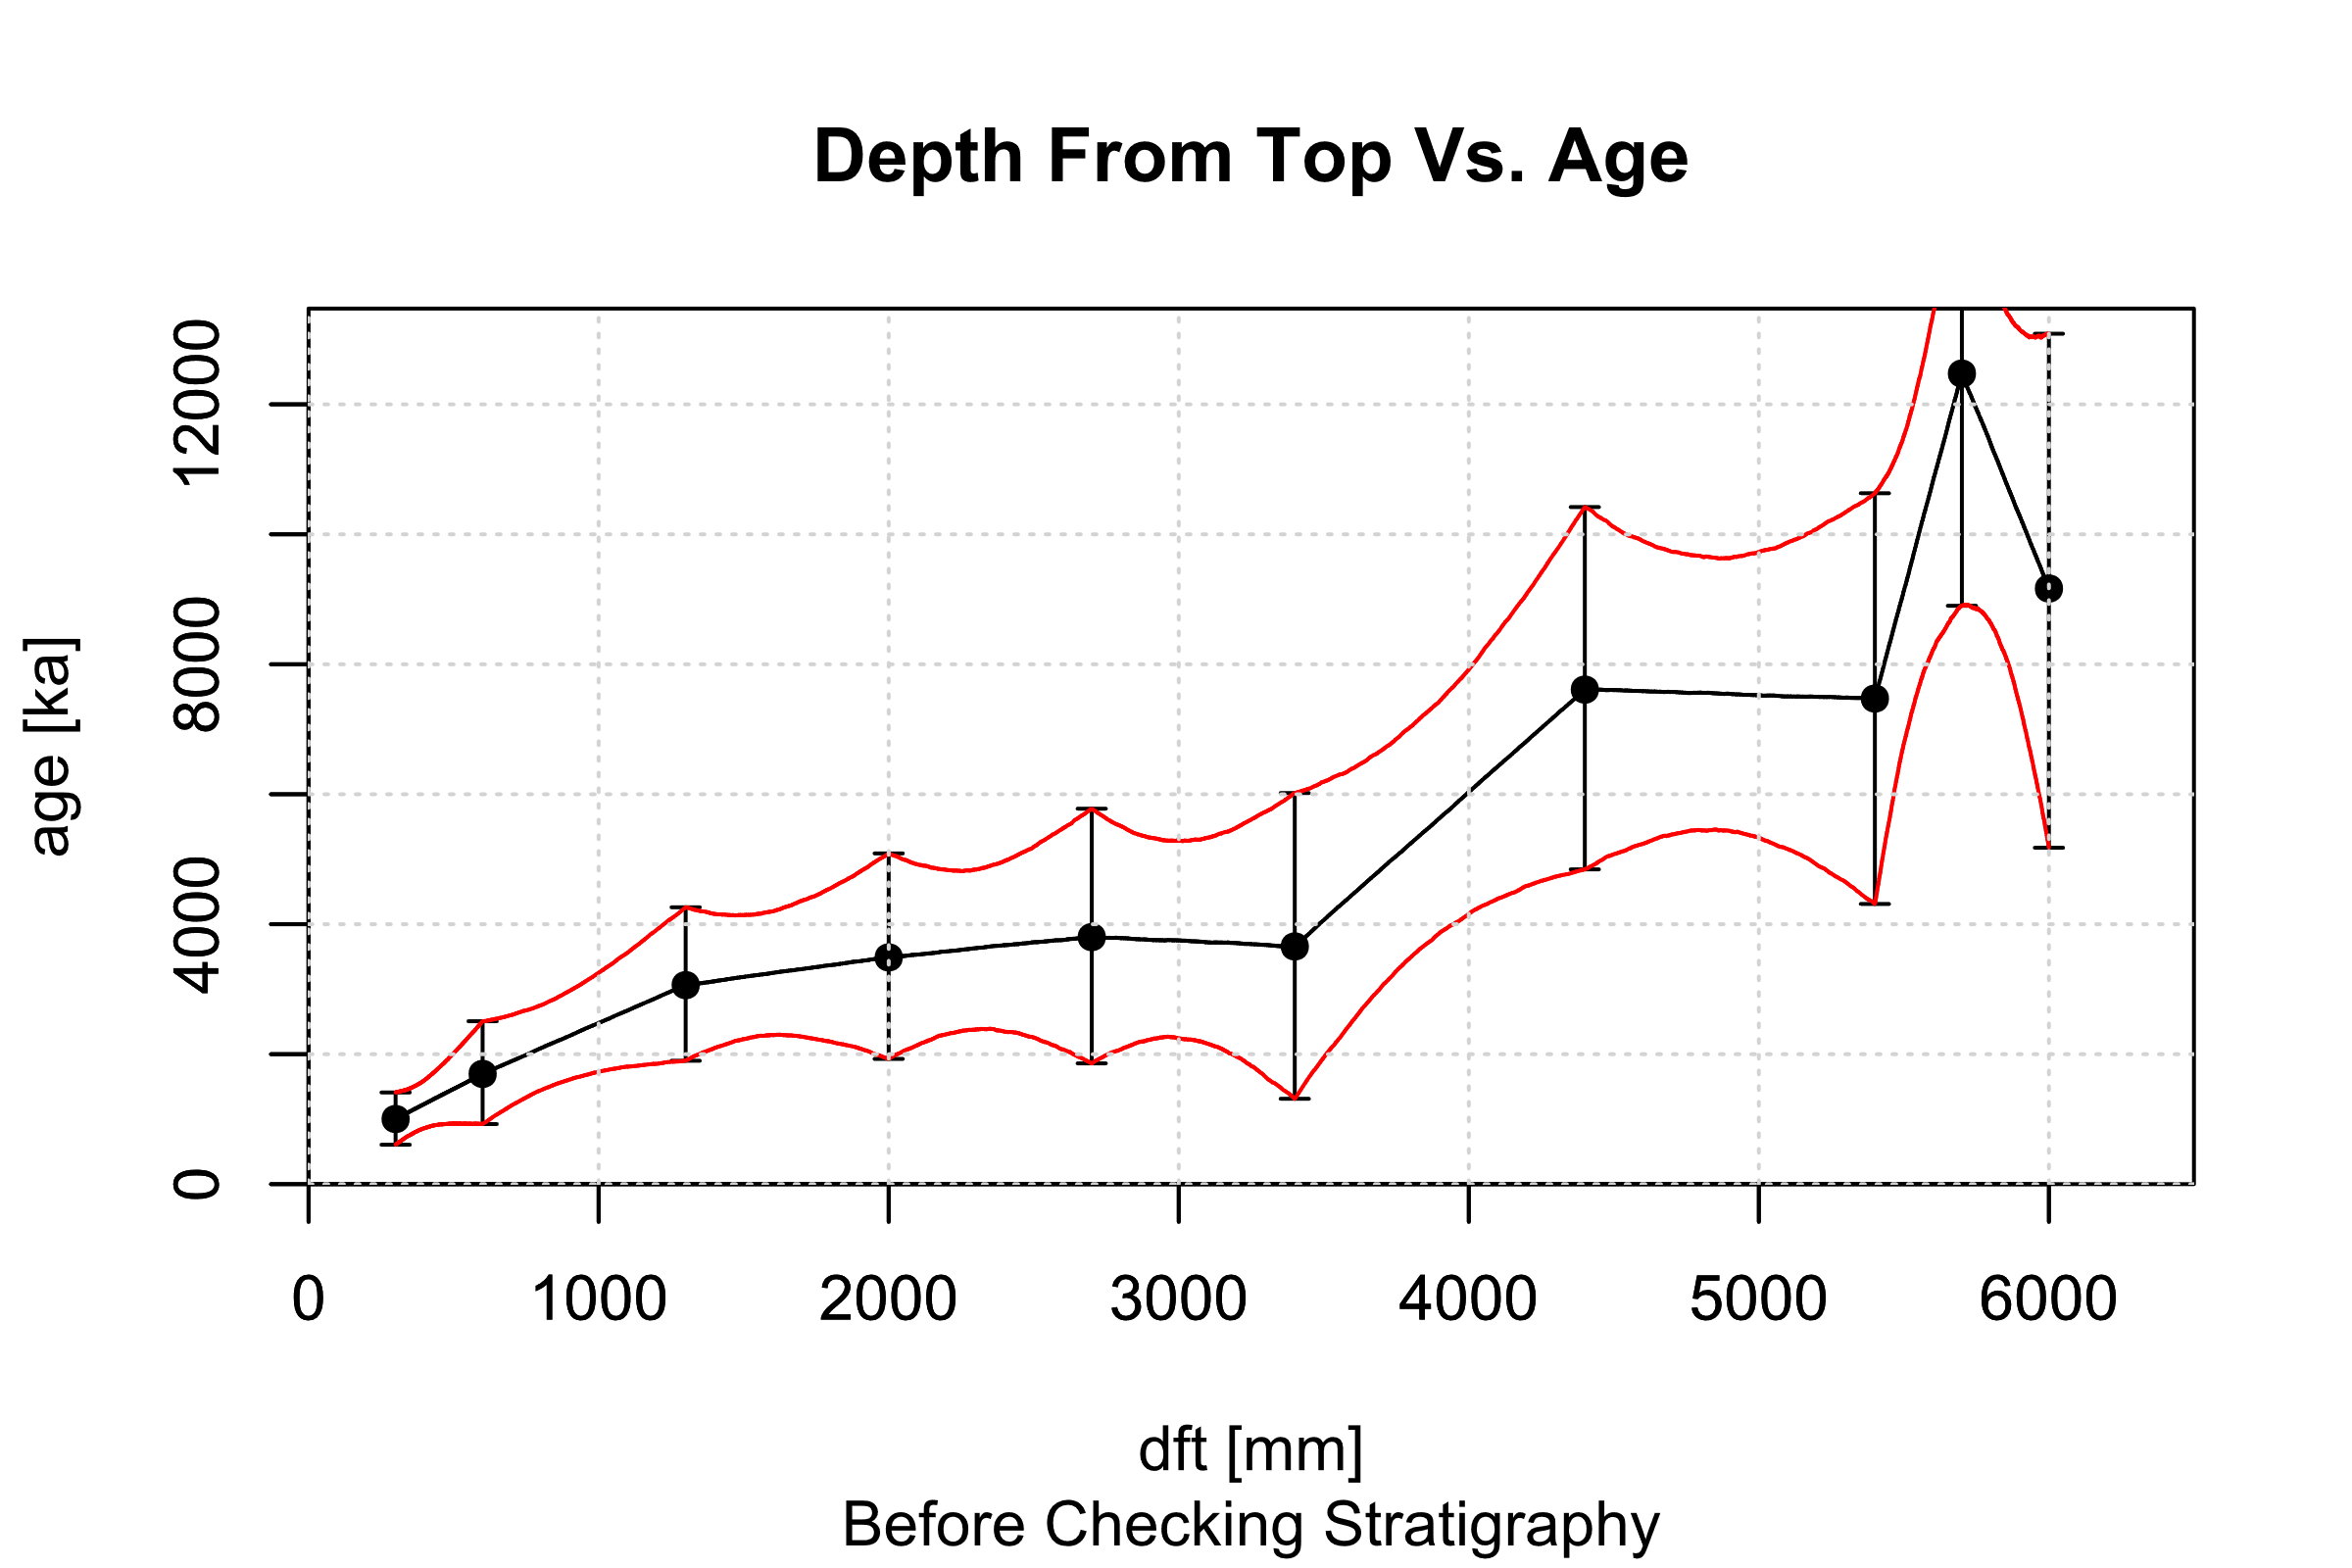 Depth From Top Vs. Age
12000
8000
4000
0
age [ka]
0 1000 2000 3000 4000 5000 6000
dft [mm]
Before Checking Stratigraphy